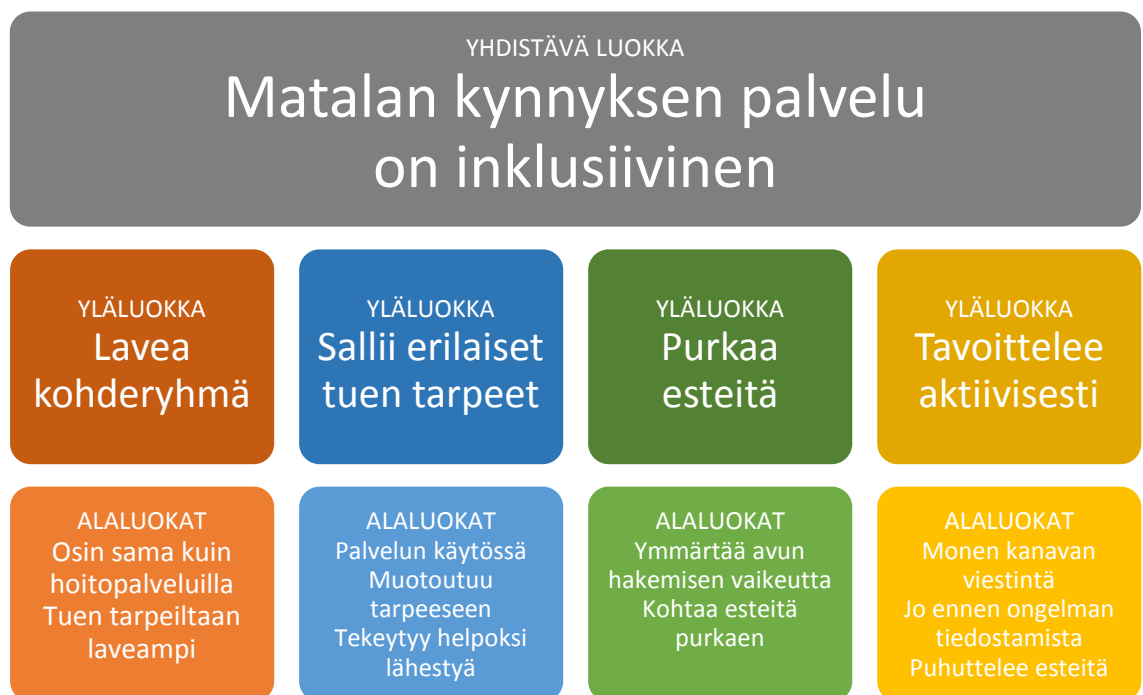 YHDISTÄVÄ LUOKKA
Matalan kynnyksen palvelu
on inklusiivinen
YLÄLUOKKA
Lavea
kohderyhmä
YLÄLUOKKA
Sallii erilaiset
tuen tarpeet
YLÄLUOKKA
Purkaa
esteitä
YLÄLUOKKA
Tavoittelee
aktiivisesti
ALALUOKAT
Osin sama kuin
hoitopalveluilla
Tuen tarpeiltaan
laveampi
ALALUOKAT
Palvelun käytössä
Muotoutuu
tarpeeseen
Tekeytyy helpoksi
lähestyä
ALALUOKAT
Ymmärtää avun
hakemisen vaikeutta
Kohtaa esteitä
purkaen
ALALUOKAT
Monen kanavan
viestintä
Jo ennen ongelman
tiedostamista
Puhuttelee esteitä